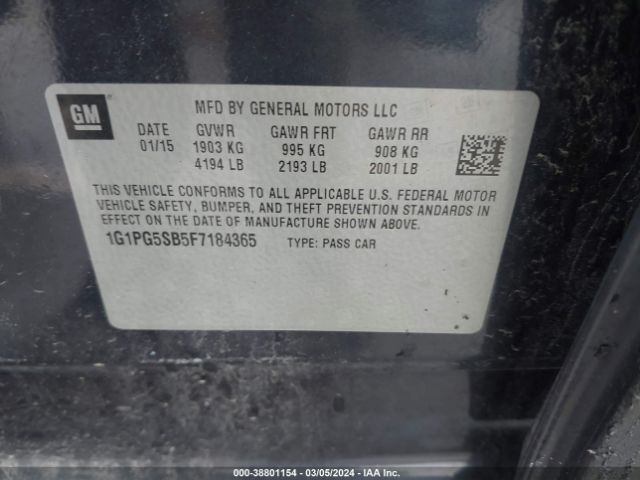 GM
MFD BY GENERAL MOTORS LLC
DATE GVWR GAWR FRT GAWR RR
01/15 1903 KG 995 KG 908 KG
4194 LB 2193 LB 2001 LB
THIS VEHICLE CONFORMS TO ALL APPLICABLE U.S. FEDERAL MOTOR
VEHICLE SAFETY, BUMPER, AND THEFT PREVENTION STANDARDS IN
EFFECT ON THE DATE OF MANUFACTURE SHOWN ABOVE.
1G1PG5SB5F7184365 TYPE: PASS CAR
000-38801154 - 03/05/2024 - IAA Inc.